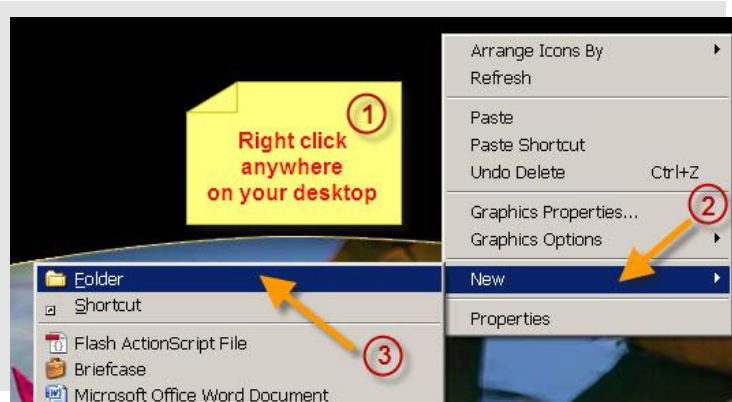 Arrange Icons By
Refresh
Paste
Paste Shortcut
Undo Delete Ctrl+Z
Graphics Properties...
Graphics Options
New
Properties
1
Right click
anywhere
on your desktop
2
Folder
Shortcut
Flash ActionScript File
Briefcase
Microsoft Office Word Document
3